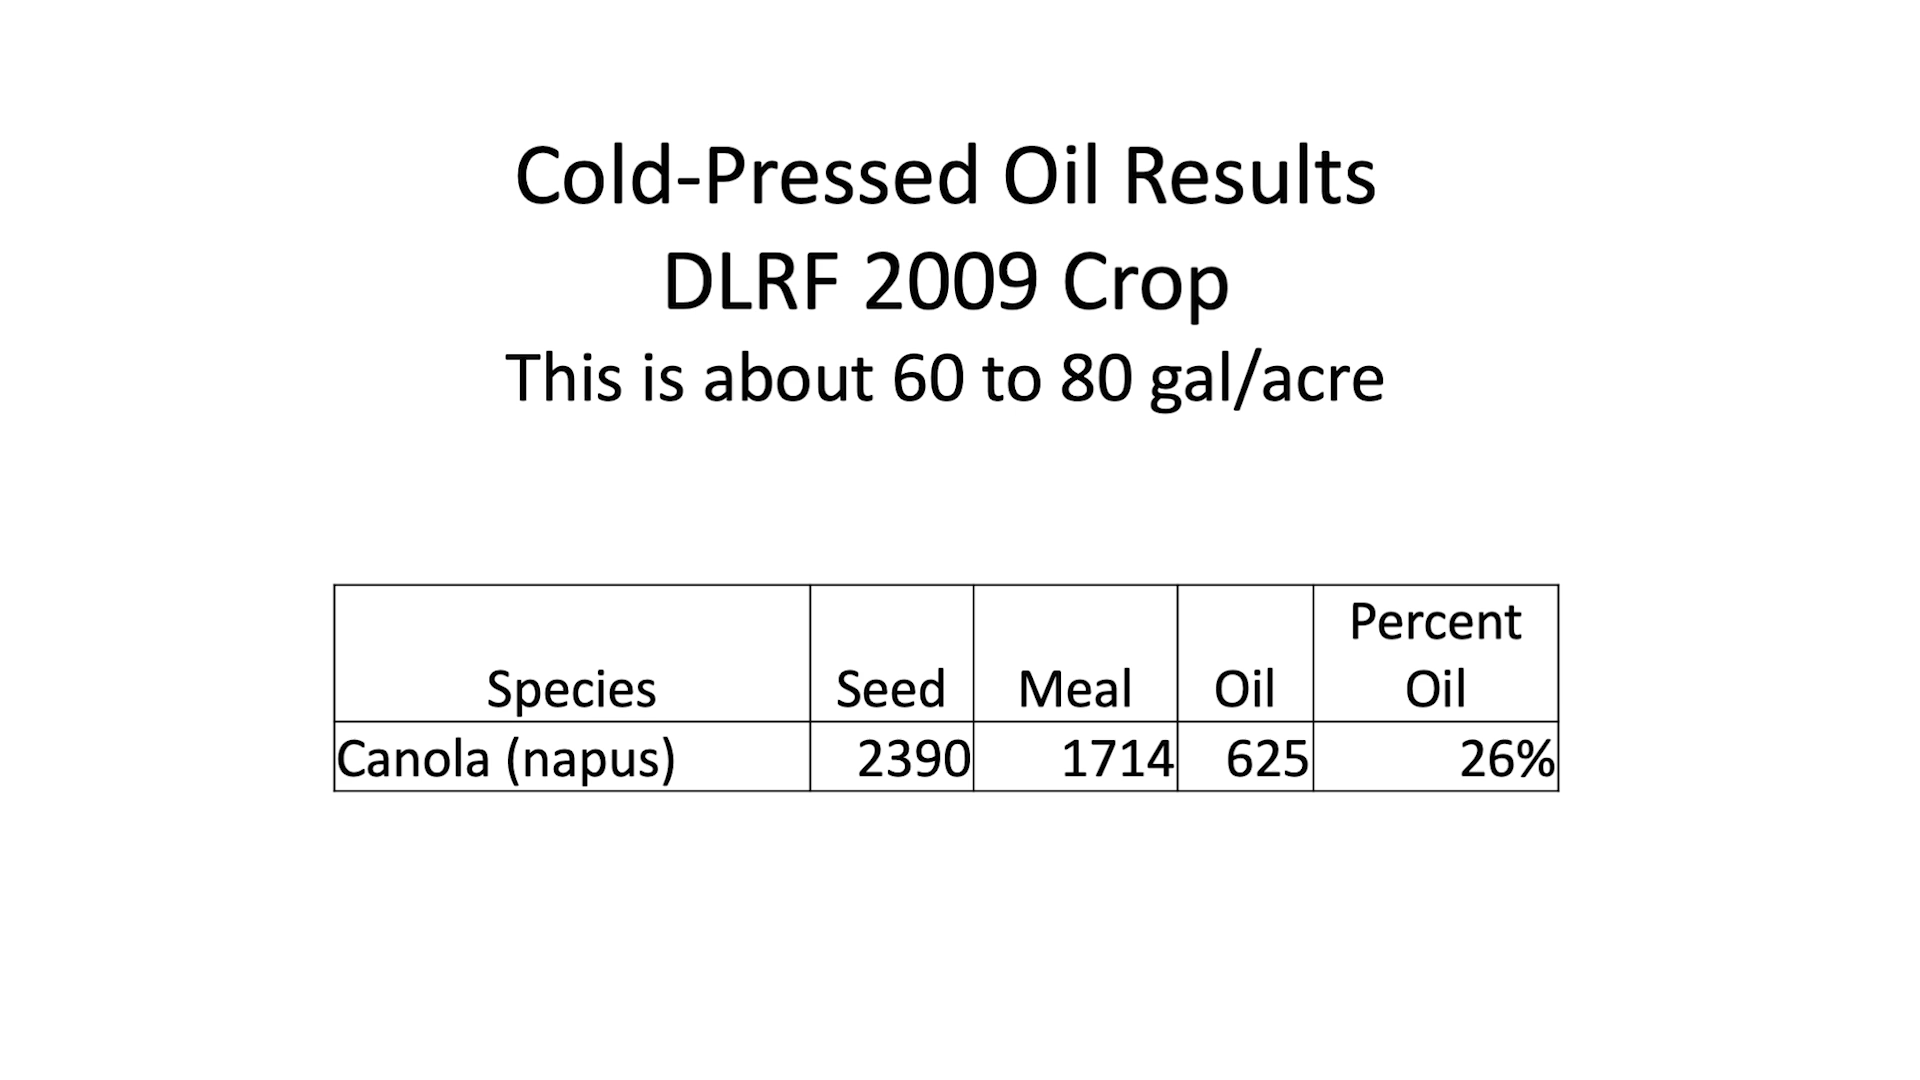 Cold-Pressed Oil Results
DLRF 2009 Crop
This is about 60 to 80 gal/acre
Species Seed Meal Oil Percent Oil
Canola (napus) 2390 1714 625 26%